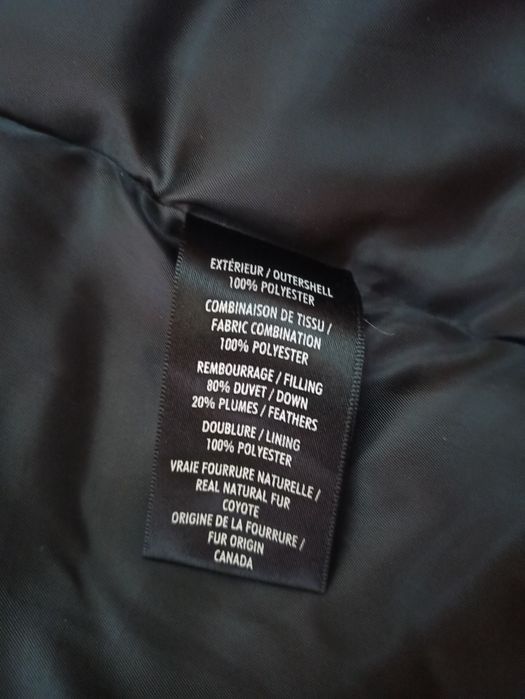 EXTÉRIEUR / OUTERSHELL
100% POLYESTER
COMBINAISON DE TISSU /
FABRIC COMBINATION
100% POLYESTER
REMBOURRAGE / FILLING
80% DUVET / DOWN
20% PLUMES / FEATHERS
DOUBLURE / LINING
100% POLYESTER
VRAIE FOURRURE NATURELLE /
REAL NATURAL FUR
COYOTE
ORIGINE DE LA FOURRURE /
FUR ORIGIN
CANADA